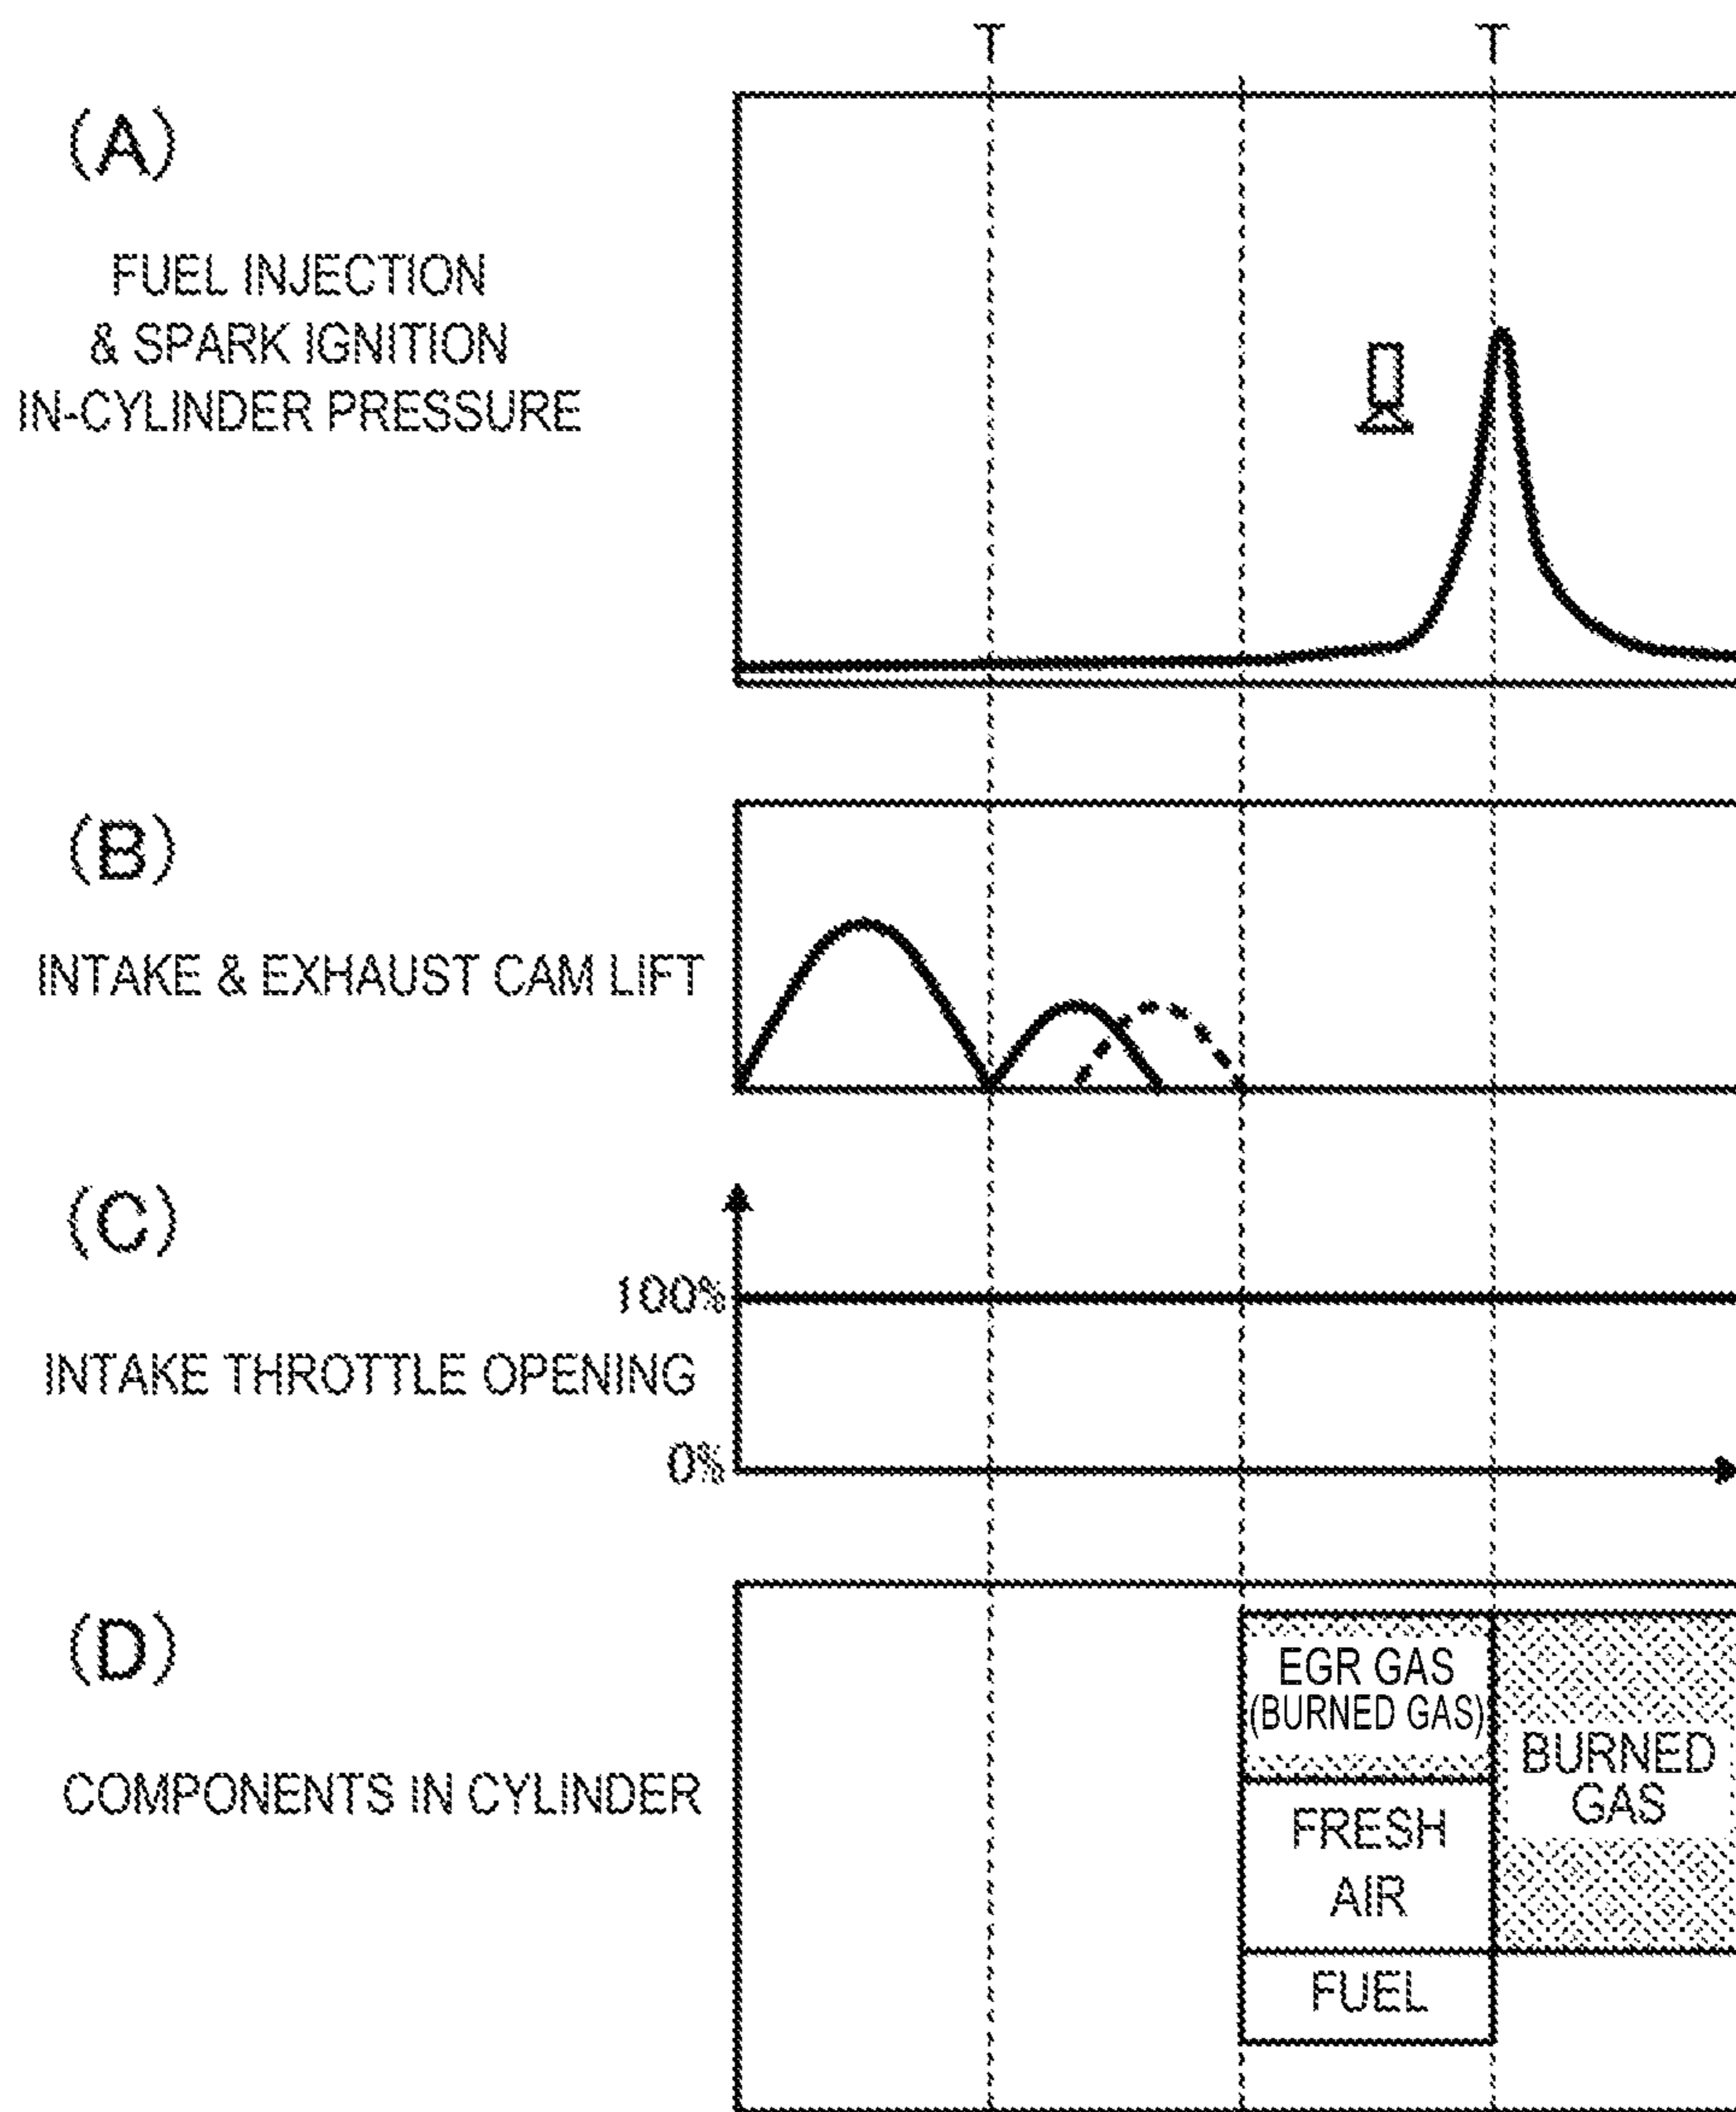 T T
(A)
FUEL INJECTION
& SPARK IGNITION
IN-CYLINDER PRESSURE
(B)
INTAKE & EXHAUST CAM LIFT
(C)
100%
INTAKE THROTTLE OPENING
0%
(D)
EGR GAS
(BURNED GAS)
BURNED
GAS
COMPONENTS IN CYLINDER
FRESH
AIR
FUEL